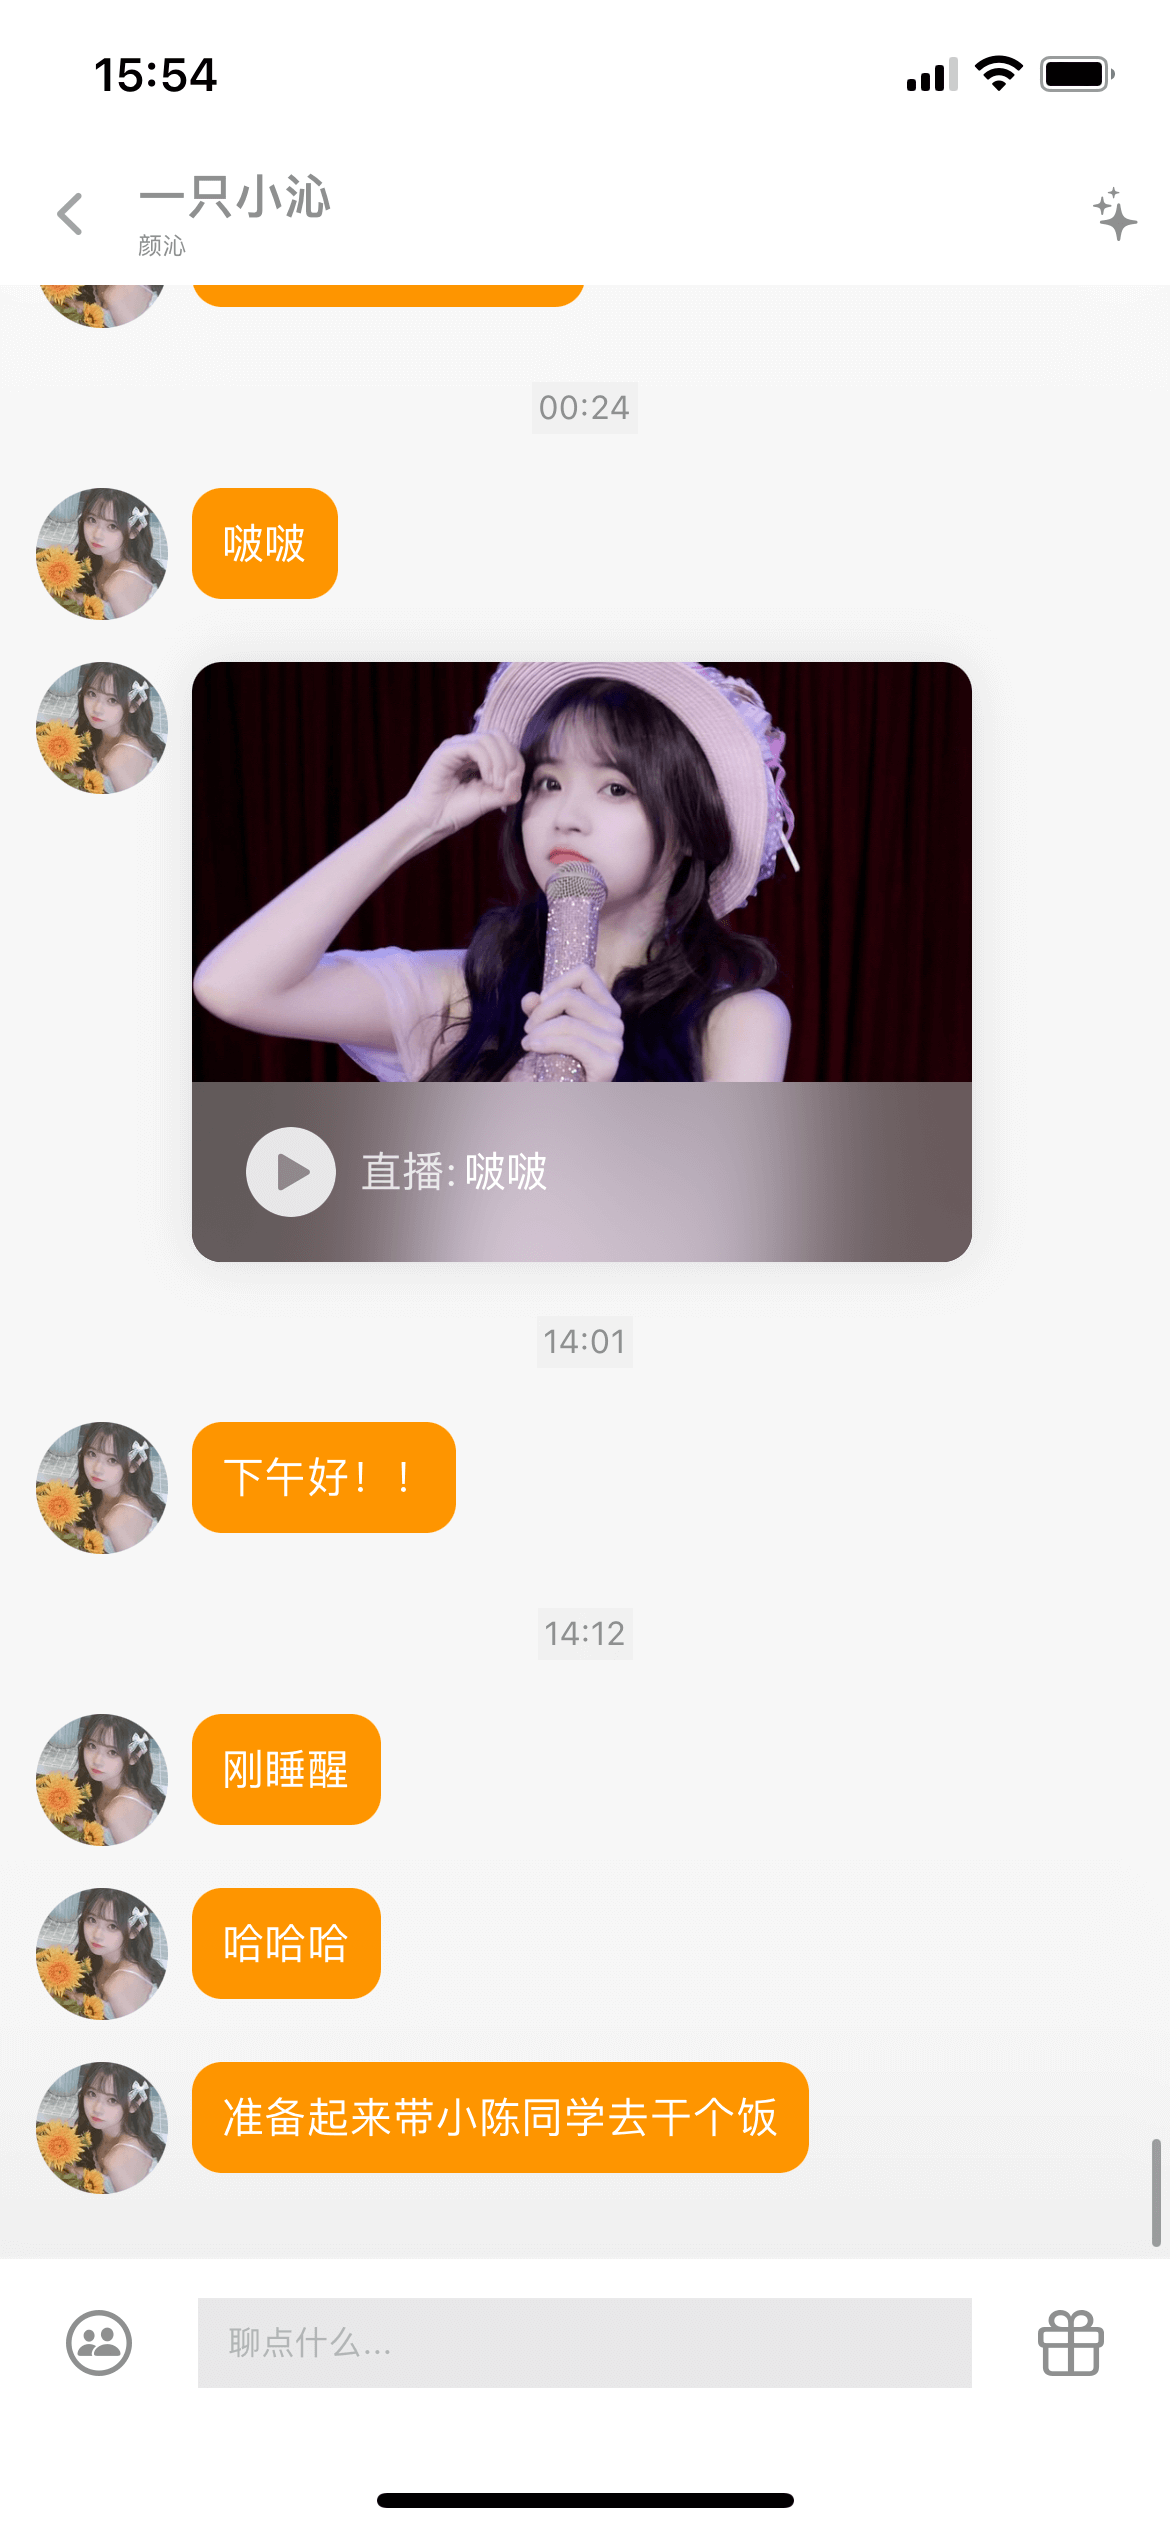 15:54
一只小沁
颜沁
00:24
啵啵
直播: 啵啵
14:01
下午好！！
14:12
刚睡醒
哈哈哈
准备起来带小陈同学去干个饭
聊点什么...